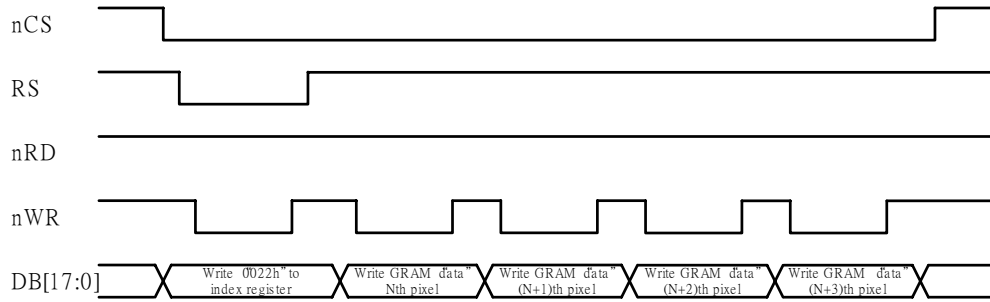 nCS
RS
nRD
nWR
DB[17:0]
Write "0022h" to
index register
Write GRAM "data"
Nth pixel
Write GRAM "data"
(N+1)th pixel
Write GRAM "data"
(N+2)th pixel
Write GRAM "data"
(N+3)th pixel